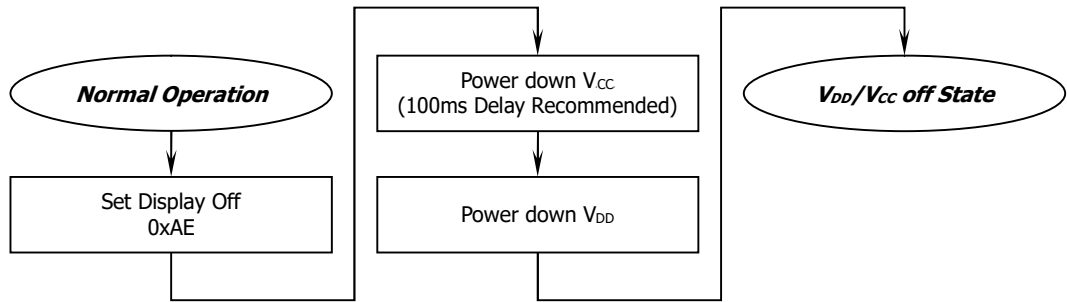 Normal Operation
Set Display Off
0xAE
Power down VCC
(100ms Delay Recommended)
Power down VDD
VDD/VCC off State